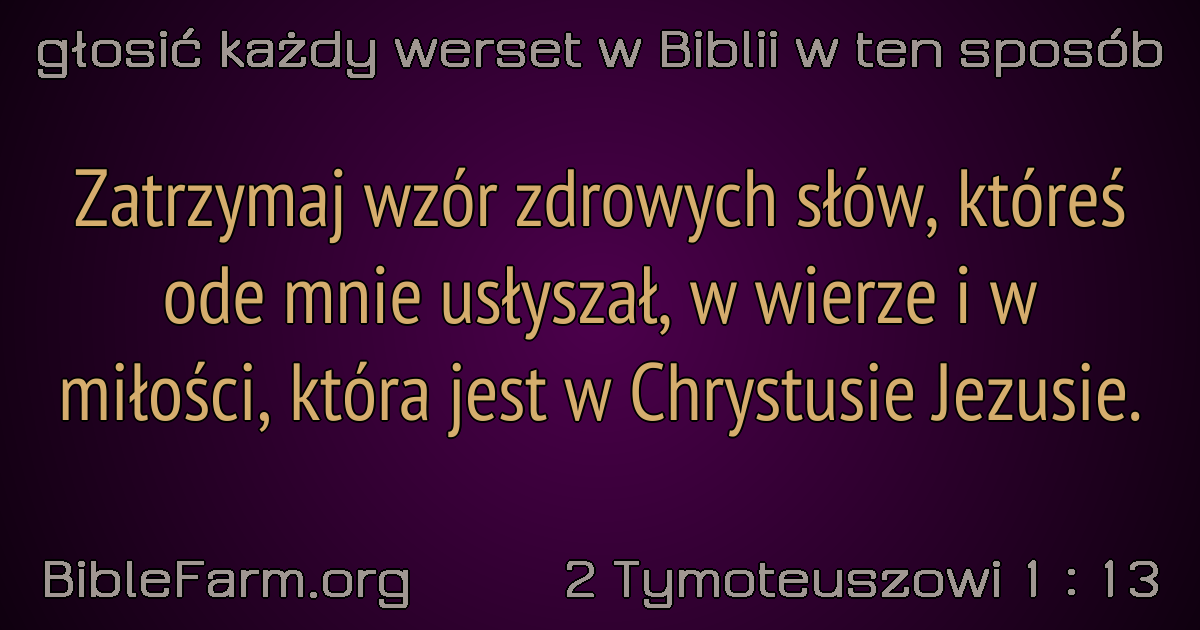 głosić każdy werset w Biblii w ten sposób
Zatrzymaj wzór zdrowych słów, któreś
ode mnie usłyszał, w wierze i w
miłości, która jest w Chrystusie Jezusie.
BibleFarm.org
2 Tymoteuszowi 1 : 13